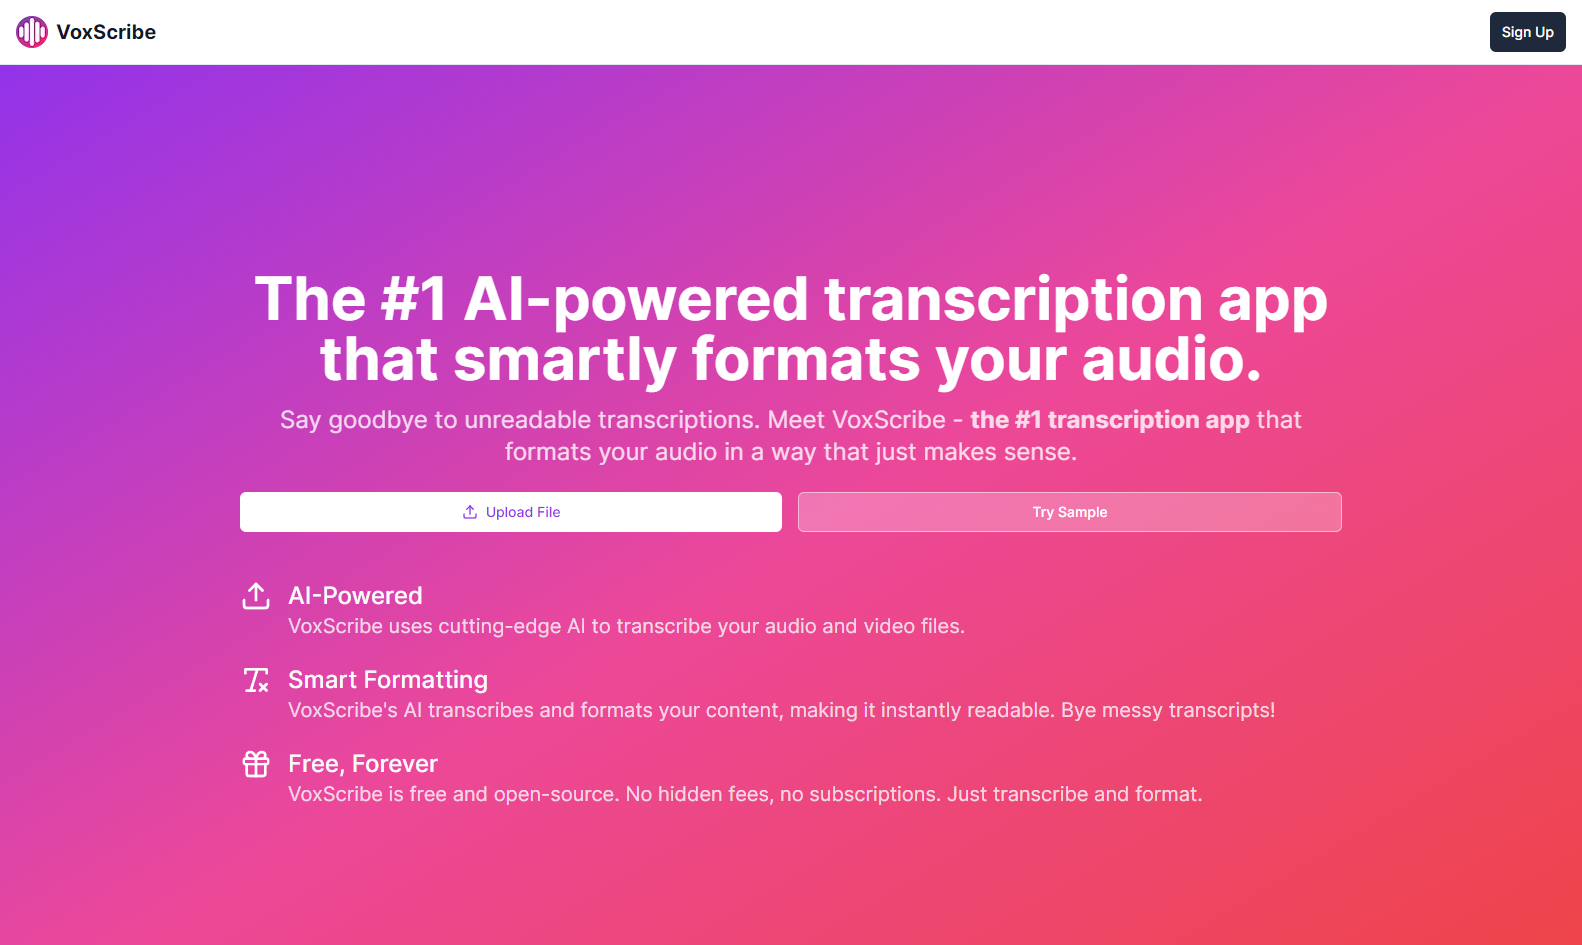 VoxScribe
Sign Up
The #1 AI-powered transcription app
that smartly formats your audio.
Say goodbye to unreadable transcriptions. Meet VoxScribe - the #1 transcription app that
formats your audio in a way that just makes sense.
Upload File
Try Sample
AI-Powered
VoxScribe uses cutting-edge AI to transcribe your audio and video files.
Smart Formatting
VoxScribe's AI transcribes and formats your content, making it instantly readable. Bye messy transcripts!
Free, Forever
VoxScribe is free and open-source. No hidden fees, no subscriptions. Just transcribe and format.